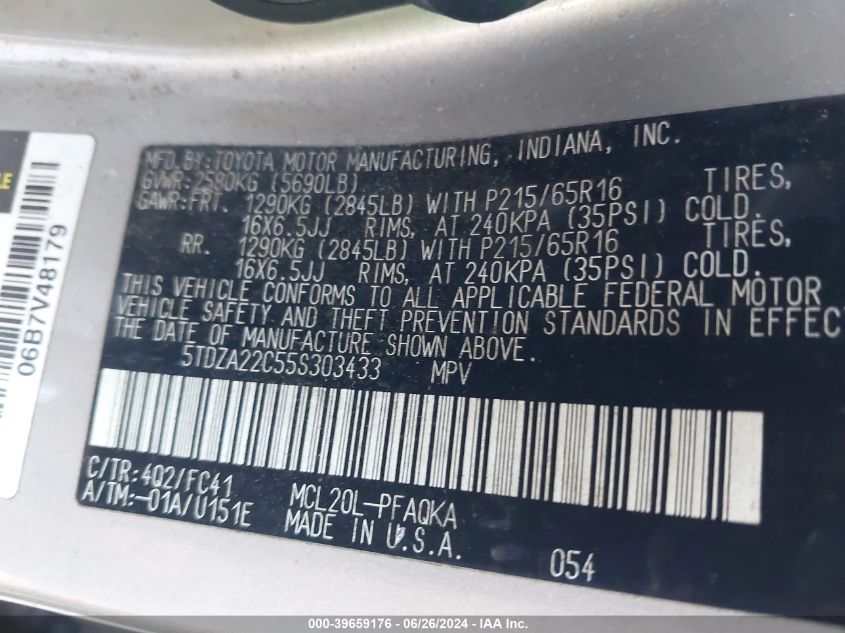 MFD. BY: TOYOTA MOTOR MANUFACTURING, INDIANA, INC.
GVWR: 2580KG (5690LB)
GAWR: FRT. 1290KG (2845LB) WITH P215/65R16 TIRES,
16X6.5JJ RIMS, AT 240KPA (35PSI) COLD.
RR. 1290KG (2845LB) WITH P215/65R16 TIRES,
16X6.5JJ RIMS, AT 240KPA (35PSI) COLD.
THIS VEHICLE CONFORMS TO ALL APPLICABLE FEDERAL MOTOR
VEHICLE SAFETY AND THEFT PREVENTION STANDARDS IN EFFEC
THE DATE OF MANUFACTURE SHOWN ABOVE.
5TDZA22C55S303433 MPV
C/TR: 4Q2/FC41
A/TM: -01A/U151E
MCL20L-PFAQKA
MADE IN U.S.A.
054
06B7V48179
000-39659176 - 06/26/2024 - IAA Inc.